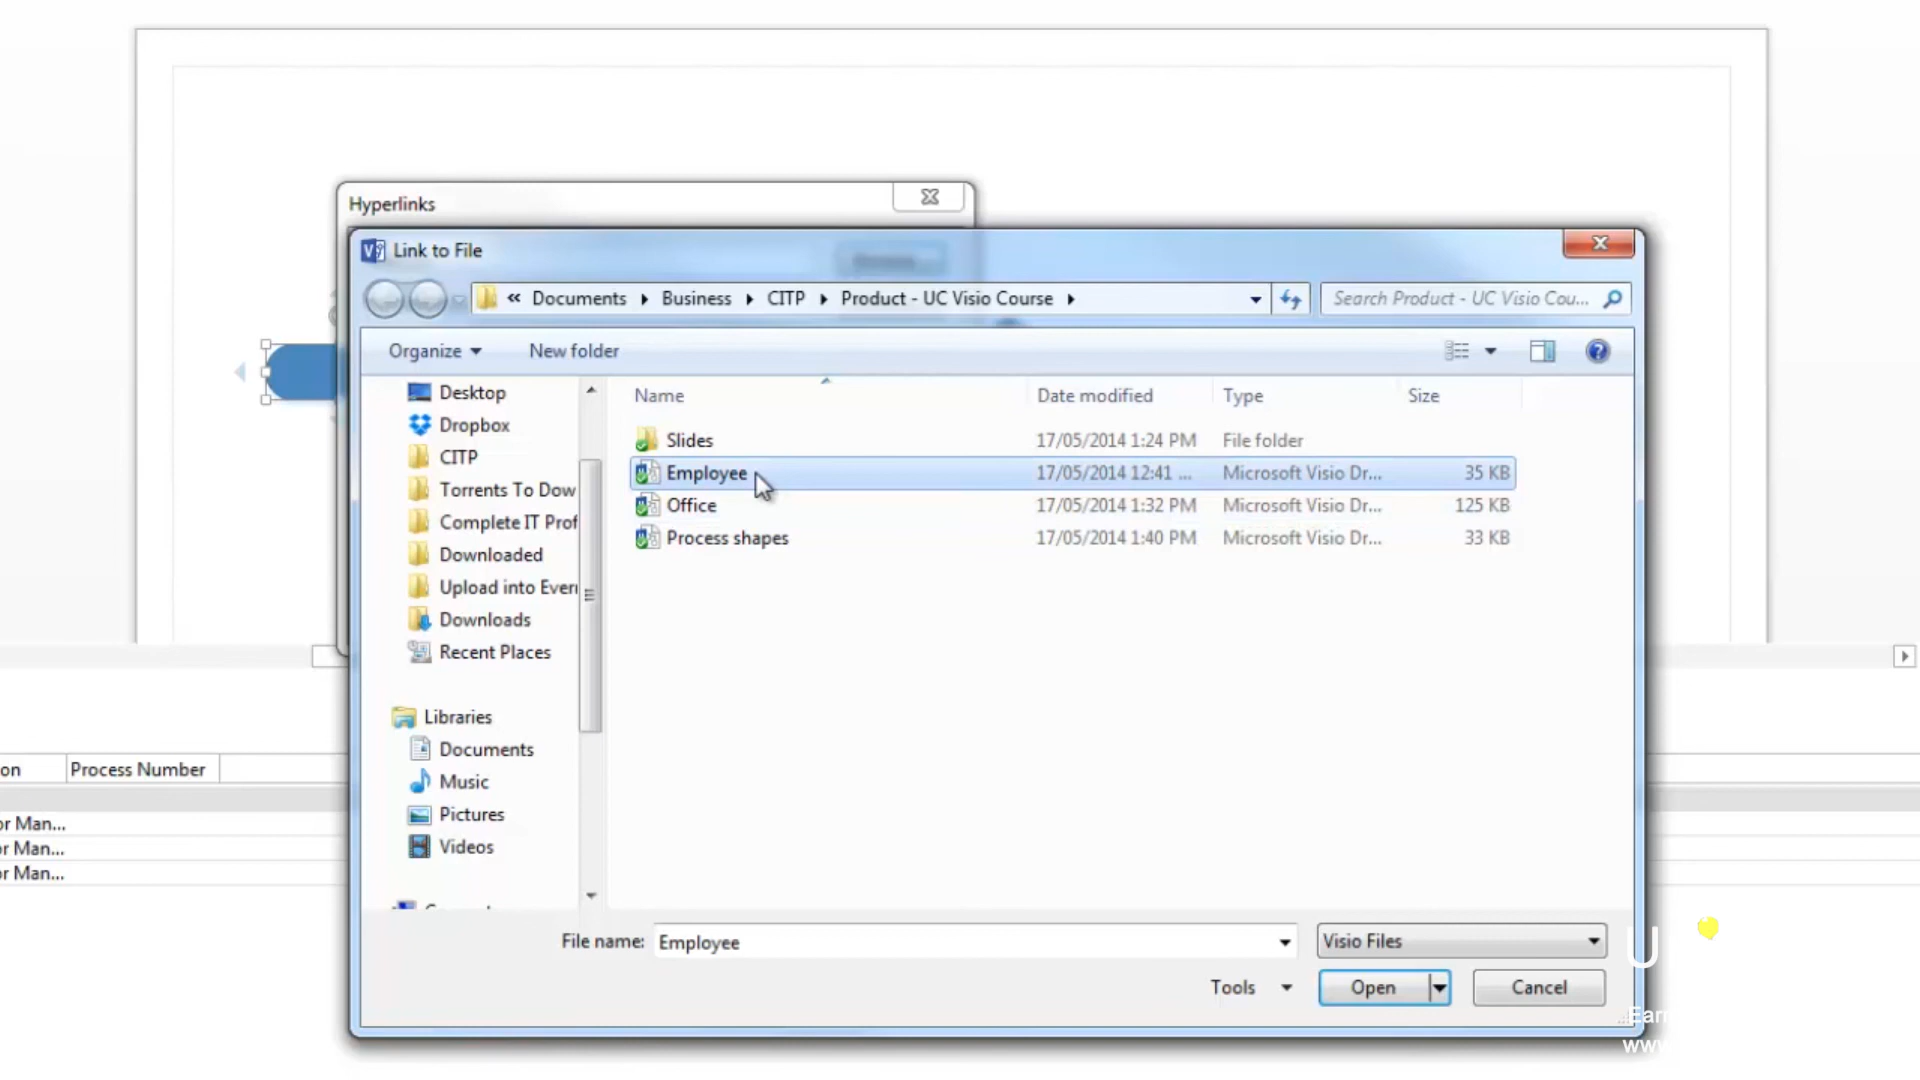 Hyperlinks
Link to File
« Documents Business CITP Product - UC Visio Course
Search Product - UC Visio Cou...
Organize New folder
Desktop
Dropbox
CITP
Torrents To Dow
Complete IT Prof
Downloaded
Upload into Ever
Downloads
Recent Places
Libraries
Documents
Music
Pictures
Videos
Name Date modified Type Size
Slides 17/05/2014 1:24 PM File folder
Employee 17/05/2014 12:41 ... Microsoft Visio Dr... 35 KB
Office 17/05/2014 1:32 PM Microsoft Visio Dr... 125 KB
Process shapes 17/05/2014 1:40 PM Microsoft Visio Dr... 33 KB
on Process Number
or Man...
or Man...
or Man...
File name: Employee Visio Files
Tools Open Cancel
U